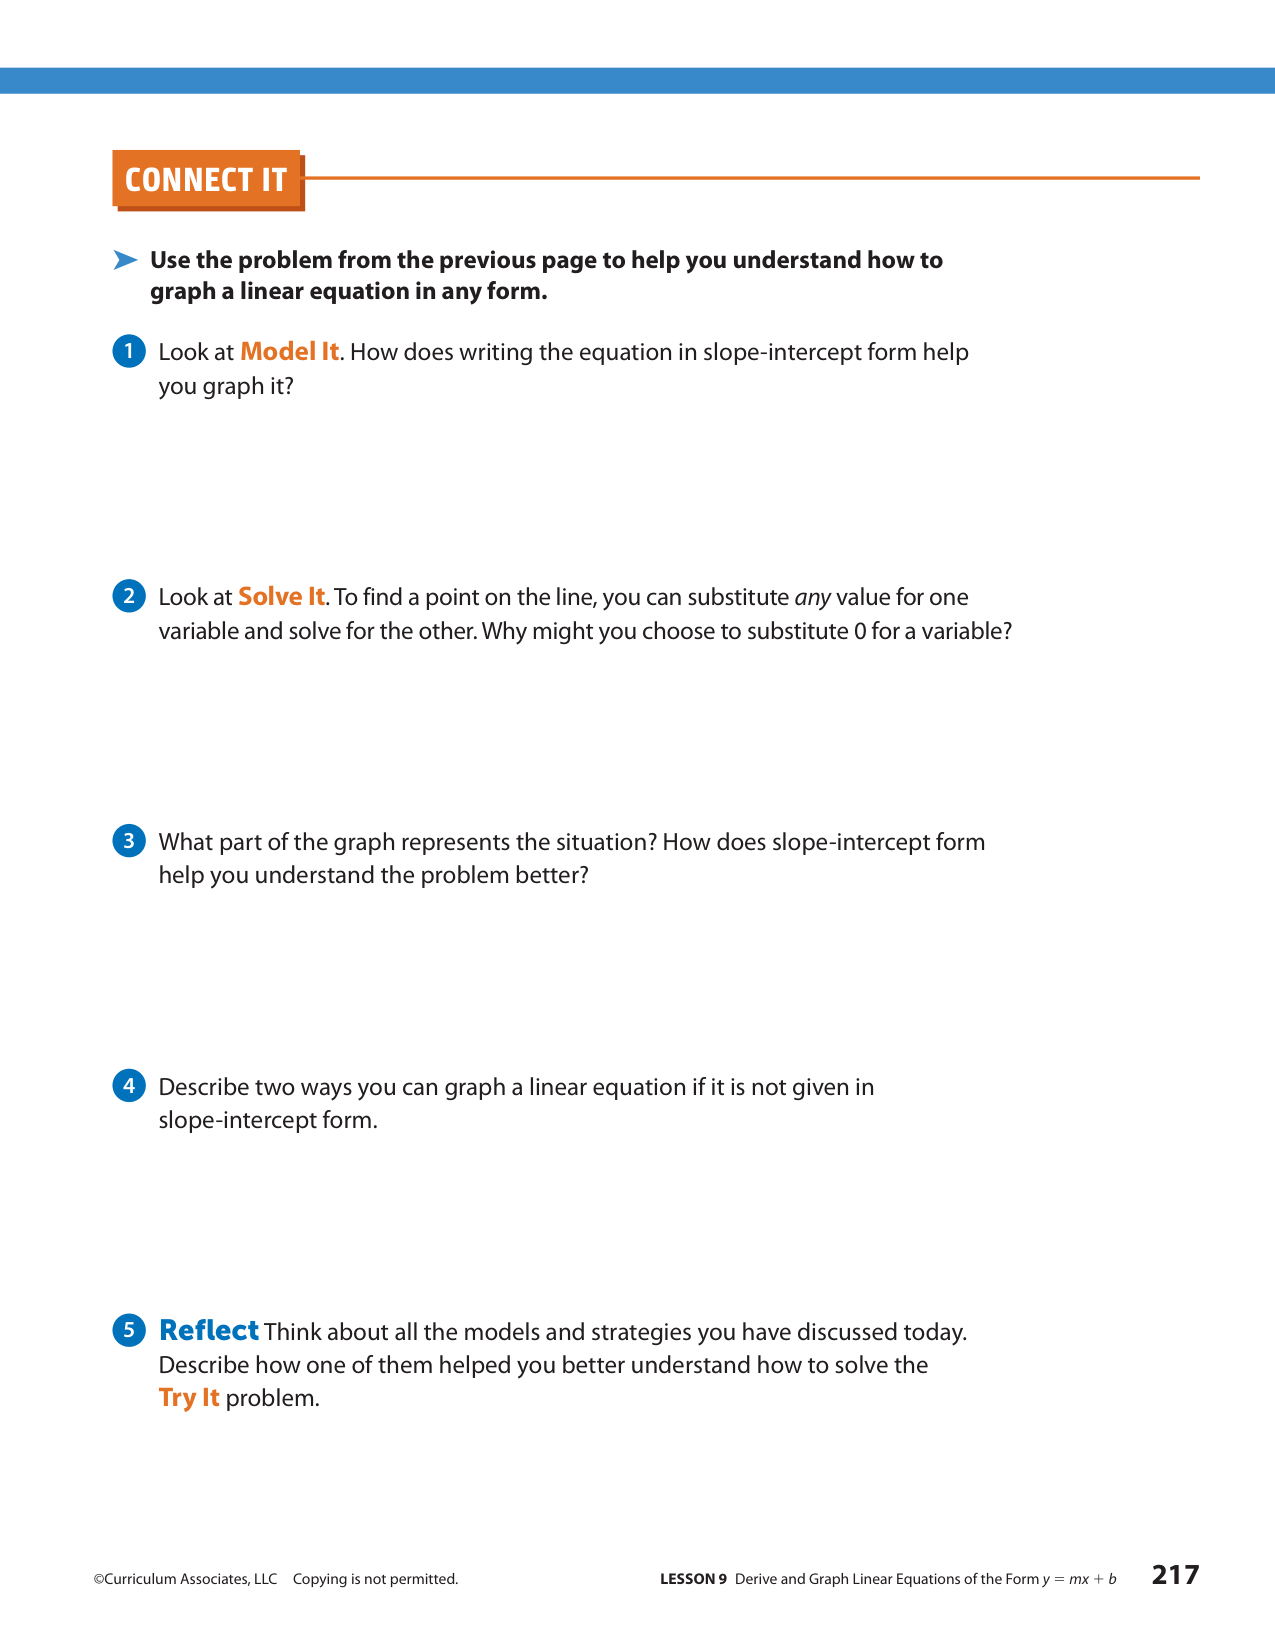 CONNECT IT
Use the problem from the previous page to help you understand how to
graph a linear equation in any form.
1 Look at Model It. How does writing the equation in slope-intercept form help
you graph it?
2 Look at Solve It. To find a point on the line, you can substitute any value for one
variable and solve for the other. Why might you choose to substitute 0 for a variable?
3 What part of the graph represents the situation? How does slope-intercept form
help you understand the problem better?
4 Describe two ways you can graph a linear equation if it is not given in
slope-intercept form.
5 Reflect Think about all the models and strategies you have discussed today.
Describe how one of them helped you better understand how to solve the
Try It problem.
©Curriculum Associates, LLC Copying is not permitted. LESSON 9 Derive and Graph Linear Equations of the Form y = mx + b 217